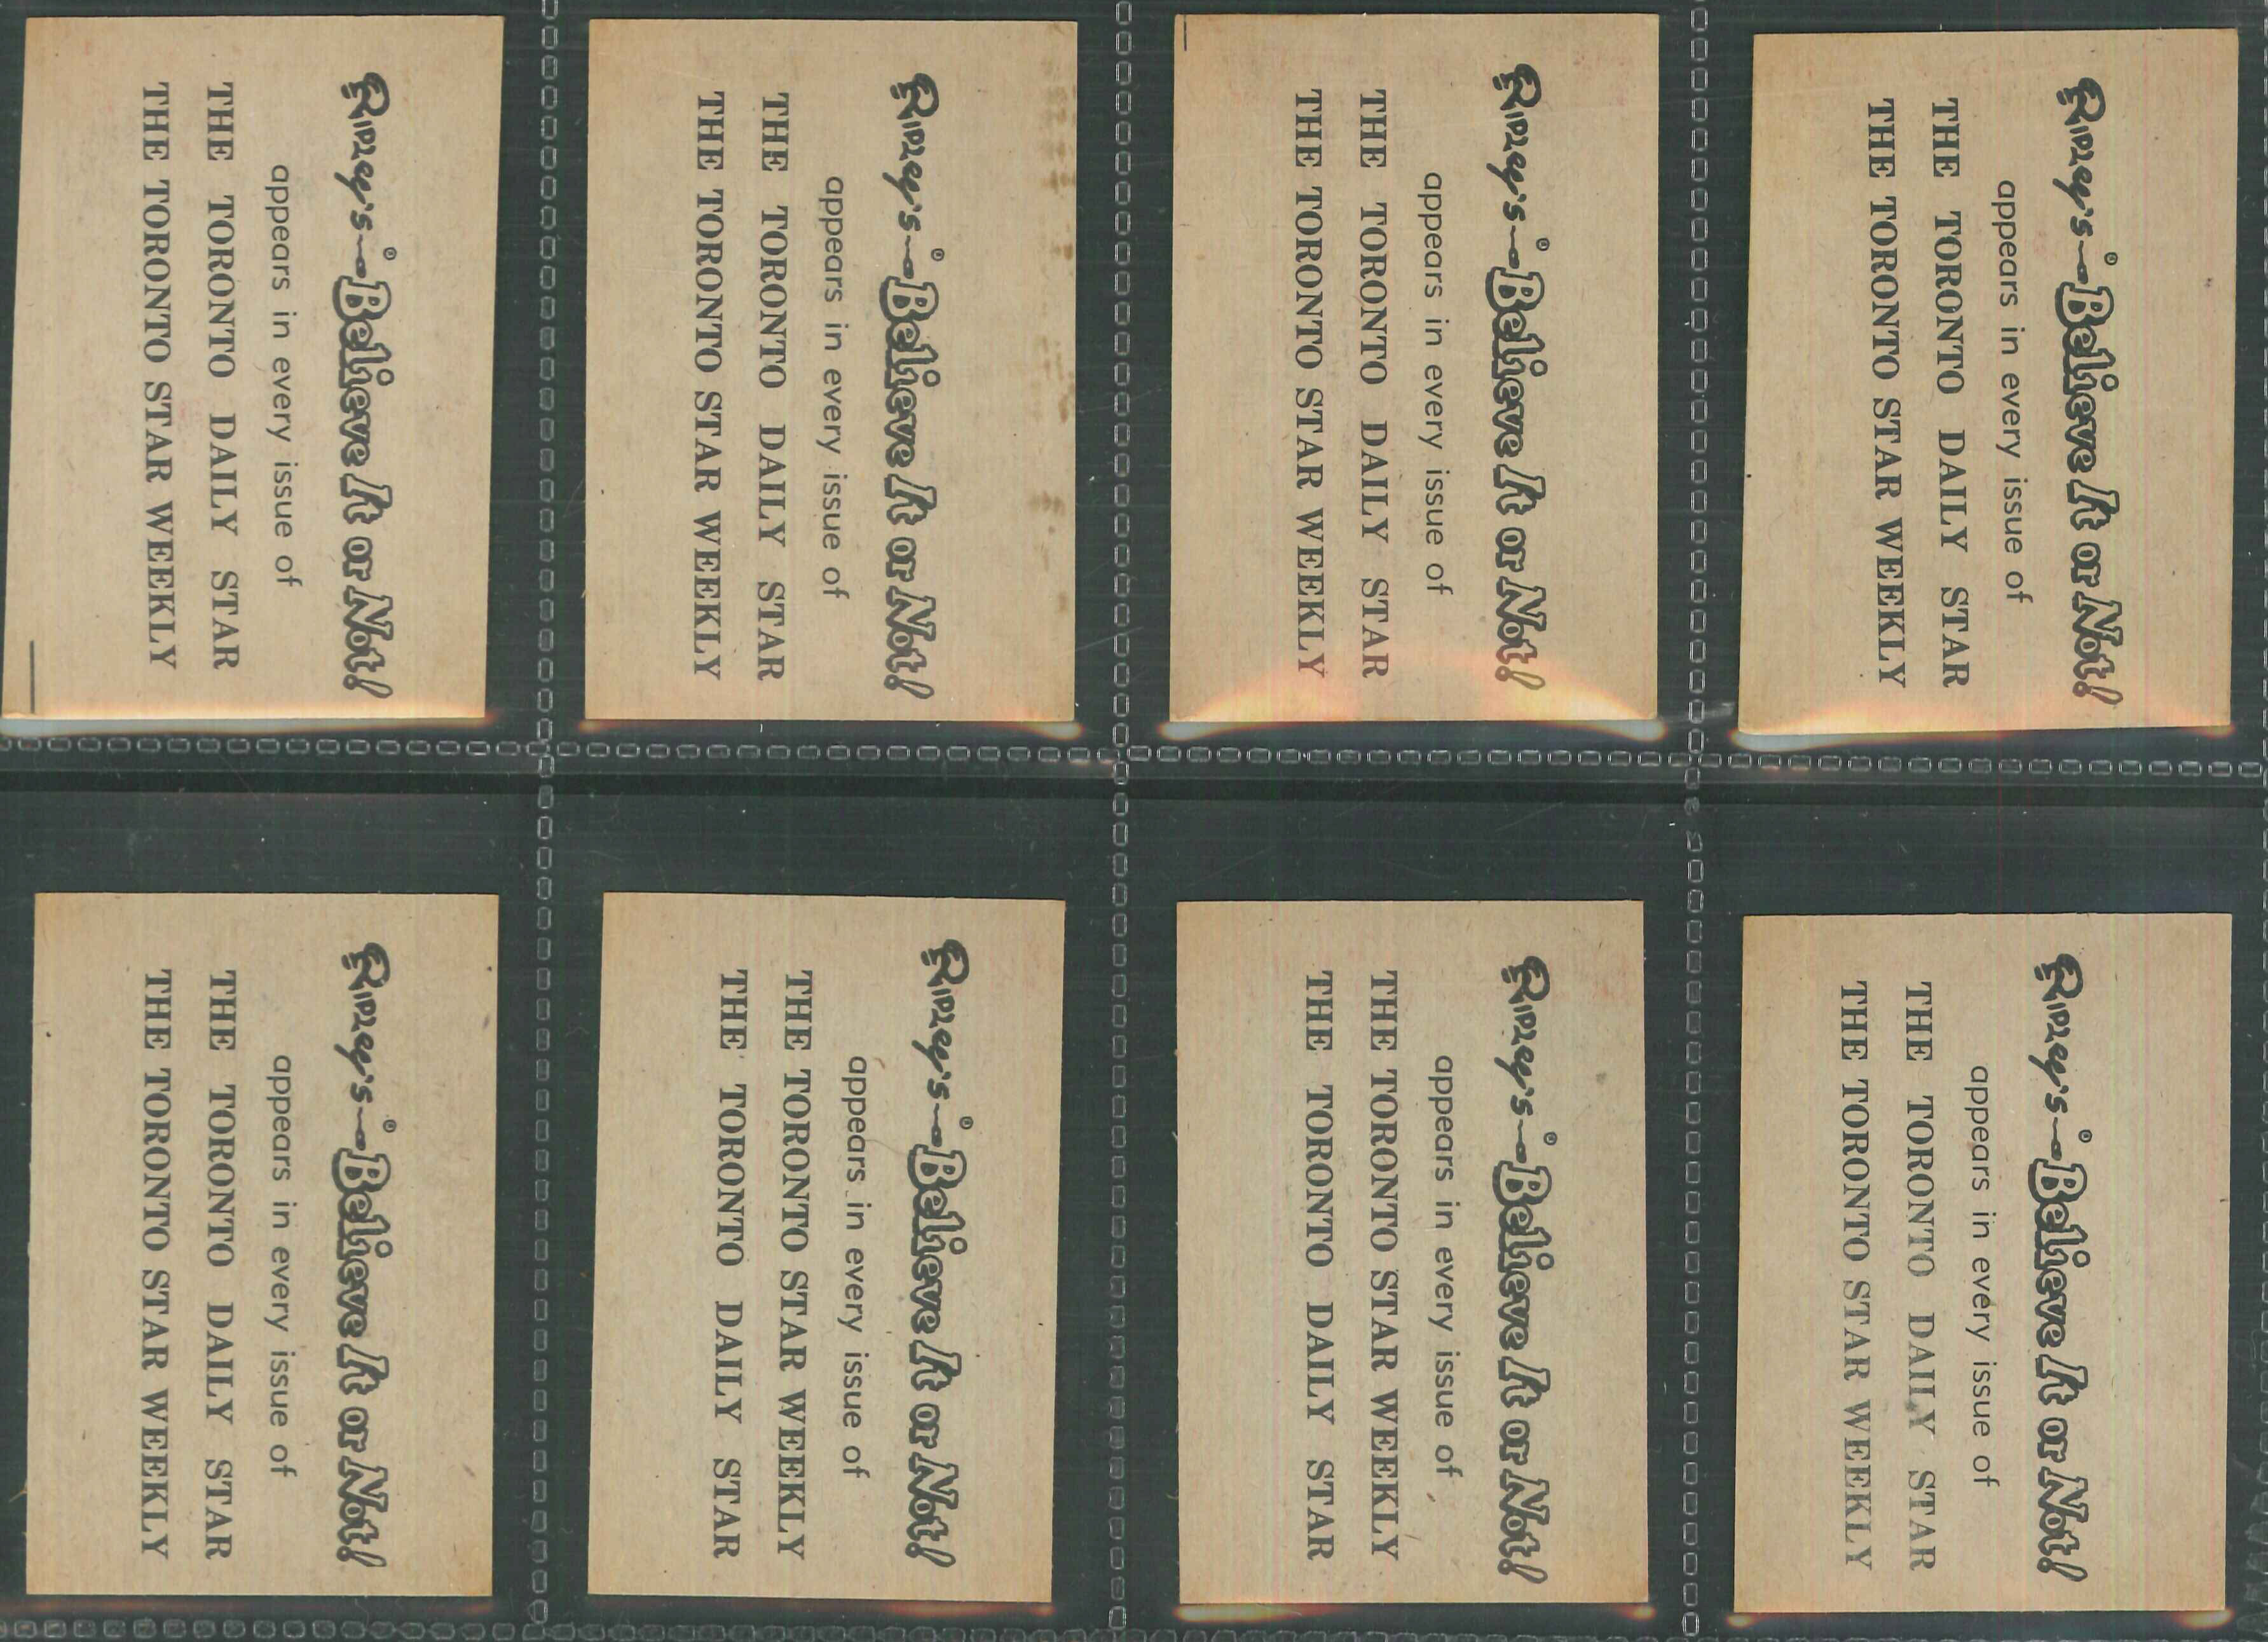 Ripley's Believe It or Not! ®
appears in every issue of
THE TORONTO DAILY STAR
THE TORONTO STAR WEEKLY
Ripley's Believe It or Not! ®
appears in every issue of
THE TORONTO DAILY STAR
THE TORONTO STAR WEEKLY
Ripley's Believe It or Not! ®
appears in every issue of
THE TORONTO DAILY STAR
THE TORONTO STAR WEEKLY
Ripley's Believe It or Not! ®
appears in every issue of
THE TORONTO DAILY STAR
THE TORONTO STAR WEEKLY
Ripley's Believe It or Not! ®
appears in every issue of
THE TORONTO DAILY STAR
THE TORONTO STAR WEEKLY
Ripley's Believe It or Not! ®
appears in every issue of
THE TORONTO STAR WEEKLY
THE TORONTO DAILY STAR
Ripley's Believe It or Not! ®
appears in every issue of
THE TORONTO STAR WEEKLY
THE TORONTO DAILY STAR
Ripley's Believe It or Not! ®
appears in every issue of
THE TORONTO DAILY STAR
THE TORONTO STAR WEEKLY